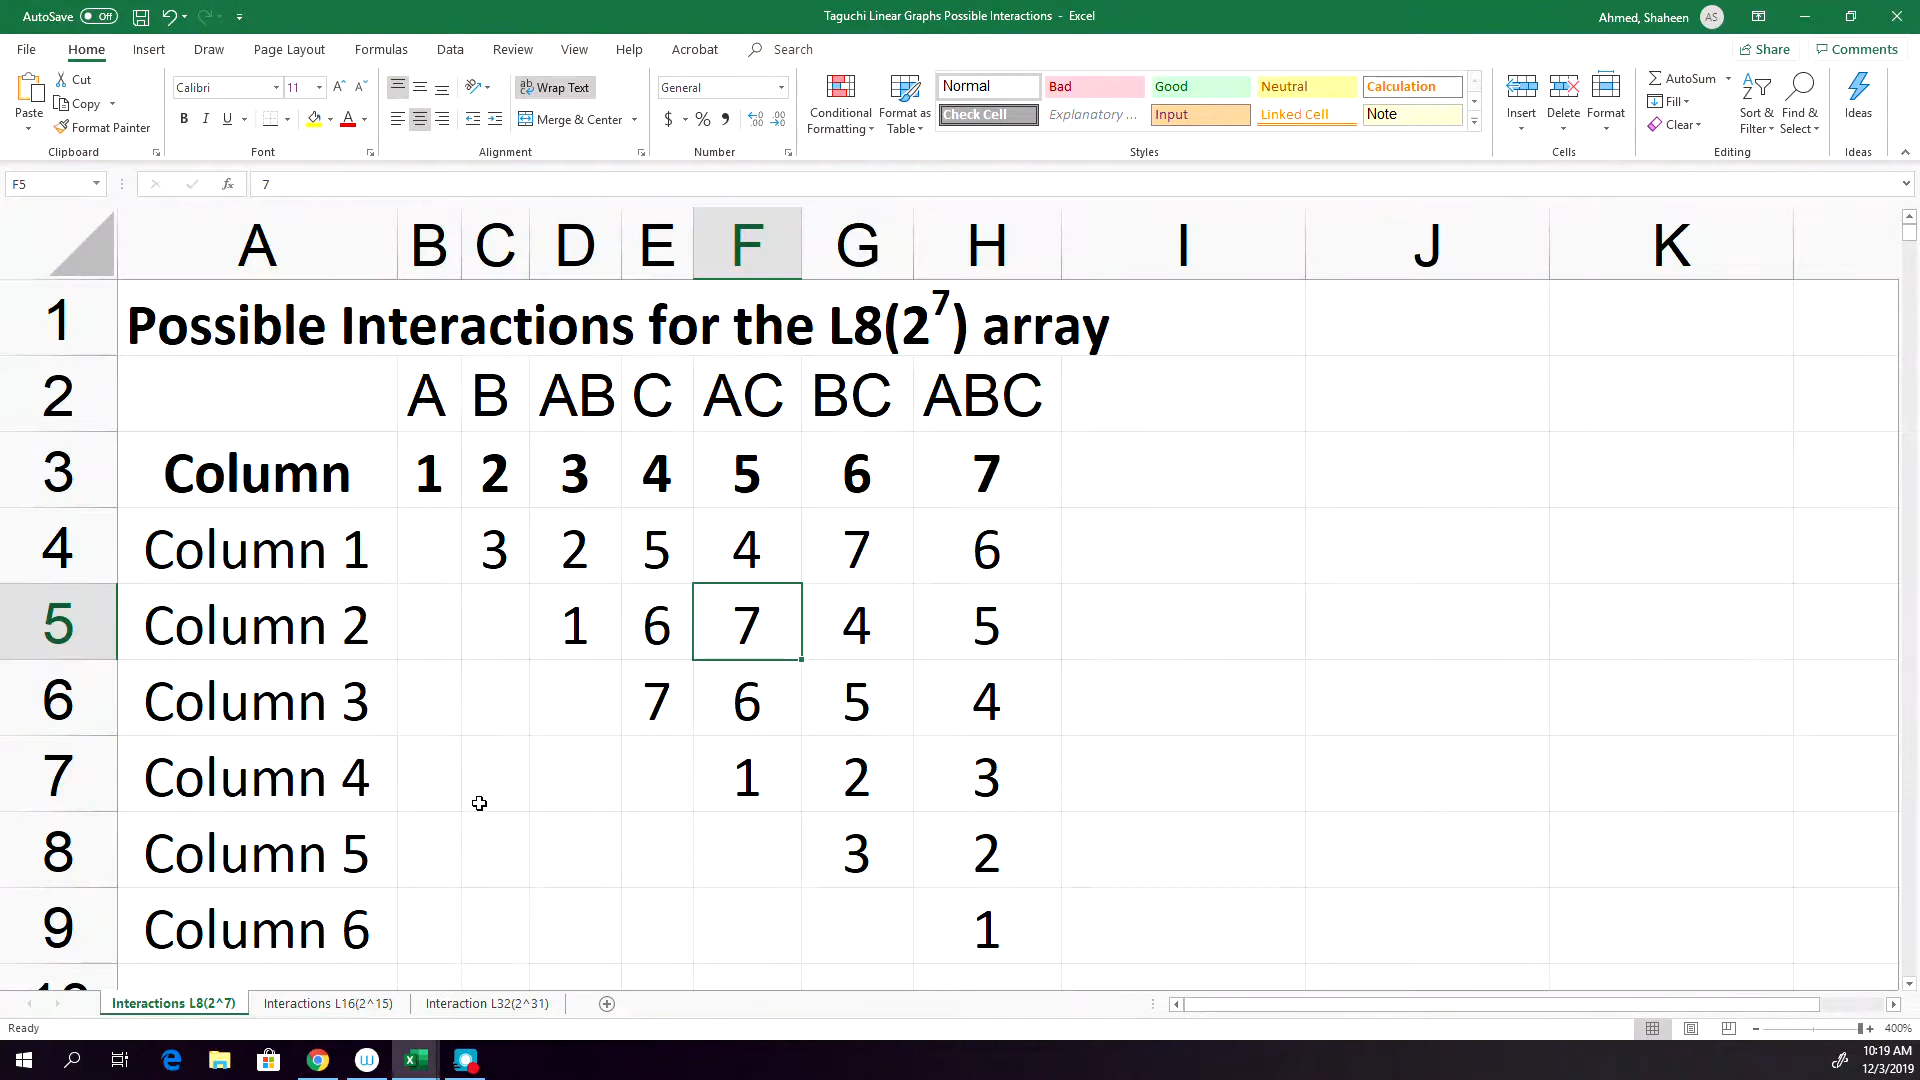 AutoSave Off
Taguchi Linear Graphs Possible Interactions - Excel
Ahmed, Shaheen AS
File Home Insert Draw Page Layout Formulas Data Review View Help Acrobat Search
Share Comments
Paste
Cut
Copy
Format Painter
Clipboard
Calibri 11
B I U A
Font
Wrap Text
Merge & Center
Alignment
General
$ % ,
Number
Conditional Formatting
Format as Table
Normal Bad Good Neutral Calculation
Check Cell Explanatory ... Input Linked Cell Note
Styles
Insert Delete Format
Cells
AutoSum
Fill
Clear
Sort & Filter
Find & Select
Editing
Ideas
Ideas
F5 fx 7
A B C D E F G H I J K
1 Possible Interactions for the L8(2⁷) array
2 A B AB C AC BC ABC
3 Column 1 2 3 4 5 6 7
4 Column 1 3 2 5 4 7 6
5 Column 2 1 6 7 4 5
6 Column 3 7 6 5 4
7 Column 4 1 2 3
8 Column 5 3 2
9 Column 6 1
Interactions L8(2^7) Interactions L16(2^15) Interaction L32(2^31)
Ready
400%
10:19 AM
12/3/2019